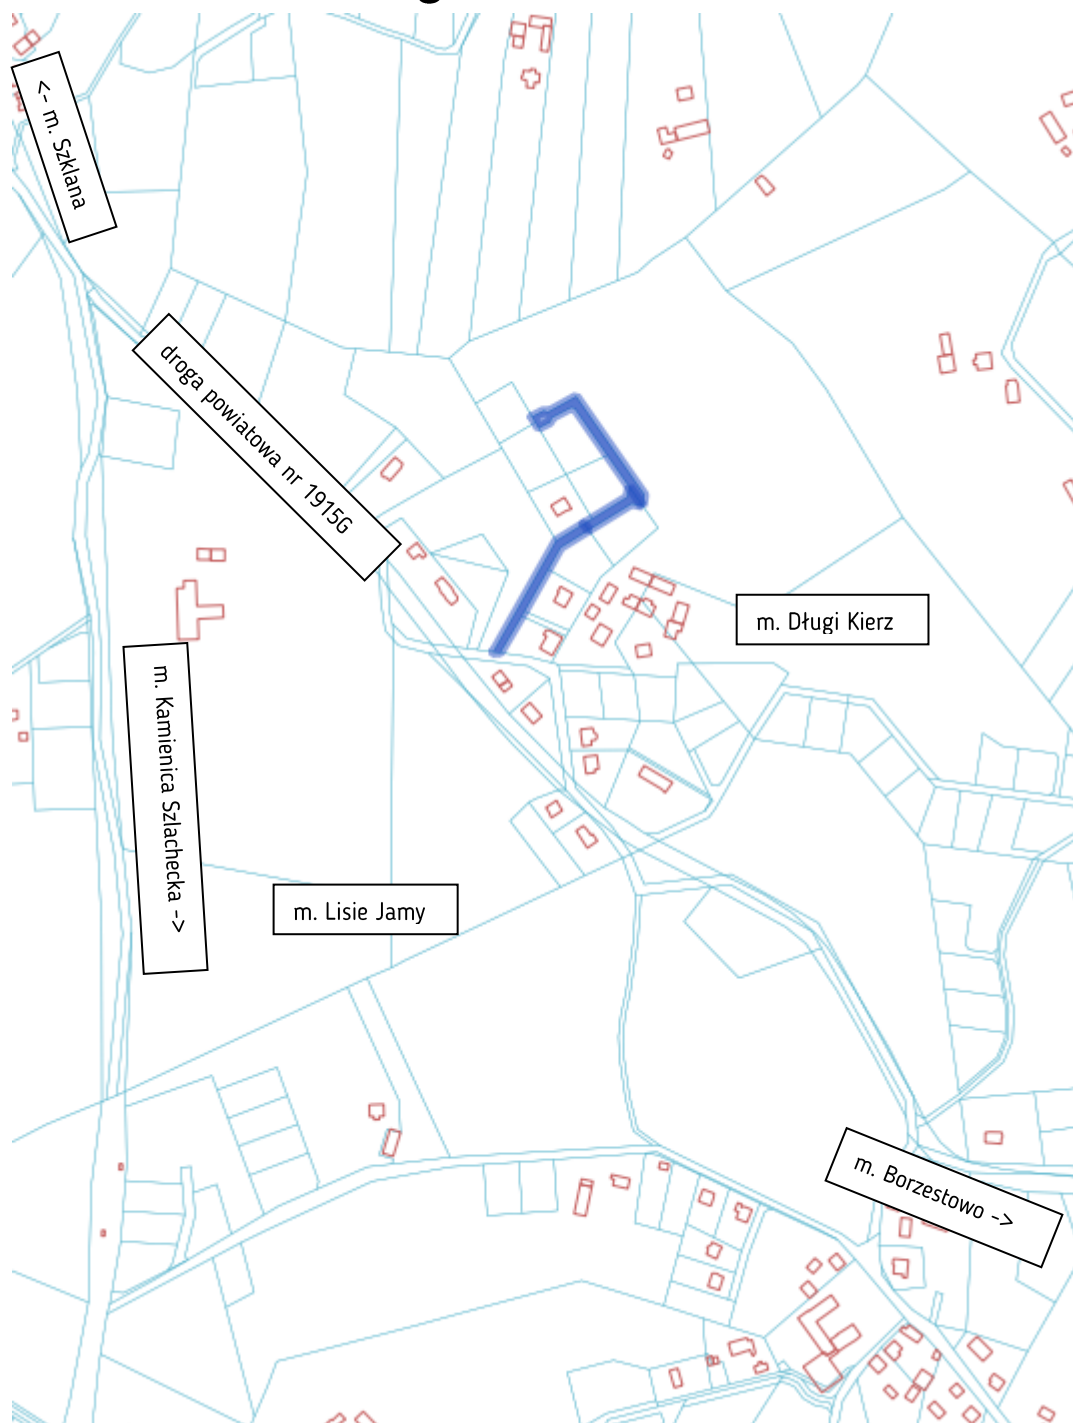 <- m. Szklana
droga powiatowa nr 1915G
m. Długi Kierz
m. Kamienica Szlachecka ->
m. Lisie Jamy
m. Borzestowo ->